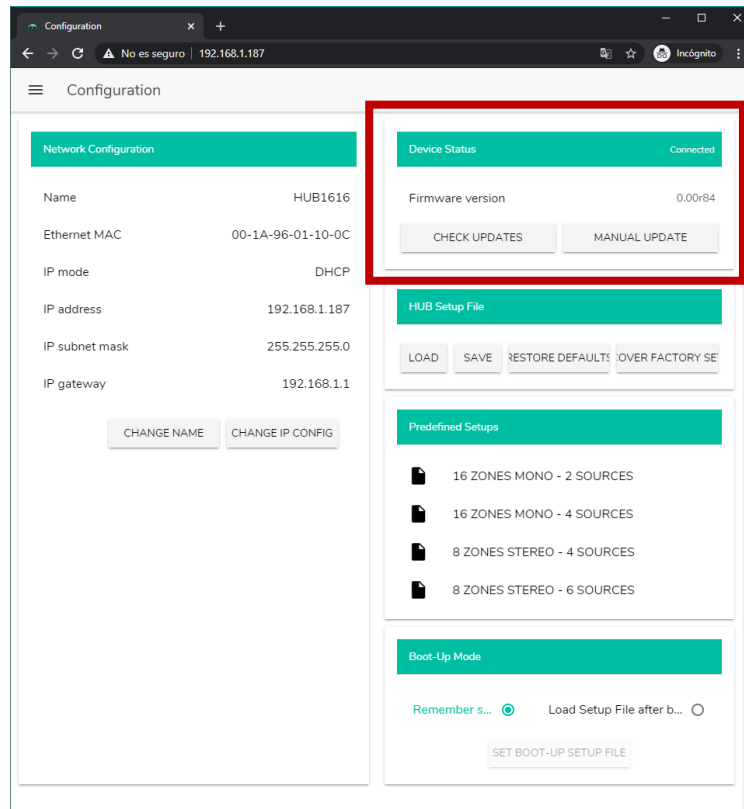 Configuration
No es seguro | 192.168.1.187
Incógnito
Configuration
Network Configuration
Name HUB1616
Ethernet MAC 00-1A-96-01-10-0C
IP mode DHCP
IP address 192.168.1.187
IP subnet mask 255.255.255.0
IP gateway 192.168.1.1
CHANGE NAME CHANGE IP CONFIG
Device Status Connected
Firmware version 0.00r84
CHECK UPDATES MANUAL UPDATE
HUB Setup File
LOAD SAVE RESTORE DEFAULTS COVER FACTORY SE
Predefined Setups
16 ZONES MONO - 2 SOURCES
16 ZONES MONO - 4 SOURCES
8 ZONES STEREO - 4 SOURCES
8 ZONES STEREO - 6 SOURCES
Boot-Up Mode
Remember s... Load Setup File after b...
SET BOOT-UP SETUP FILE